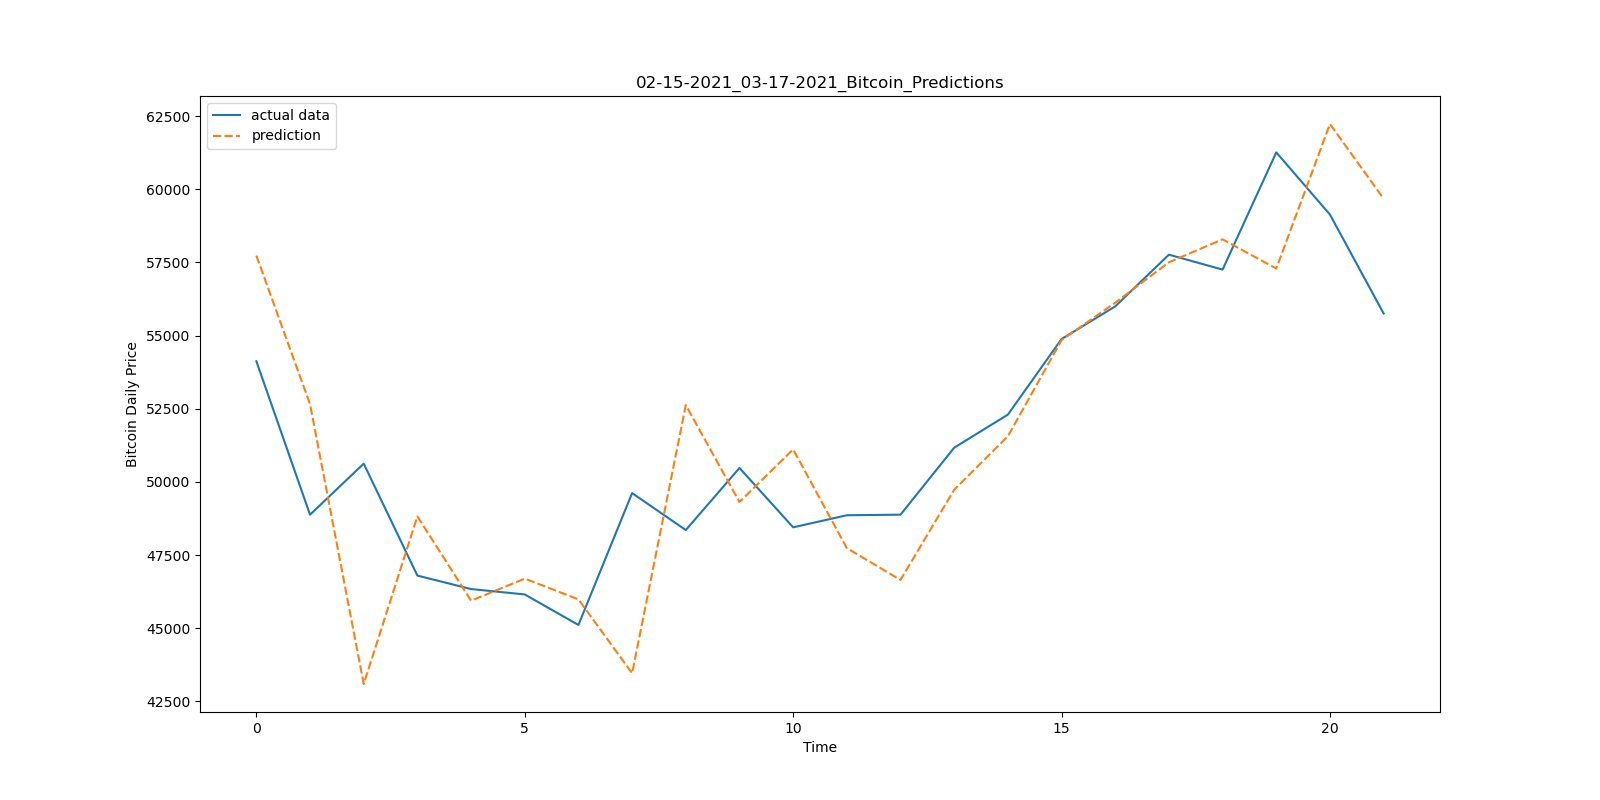 02-15-2021_03-17-2021_Bitcoin_Predictions
actual data
prediction
62500
60000
57500
55000
52500
50000
47500
45000
42500
Bitcoin Daily Price
0 5 10 15 20
Time